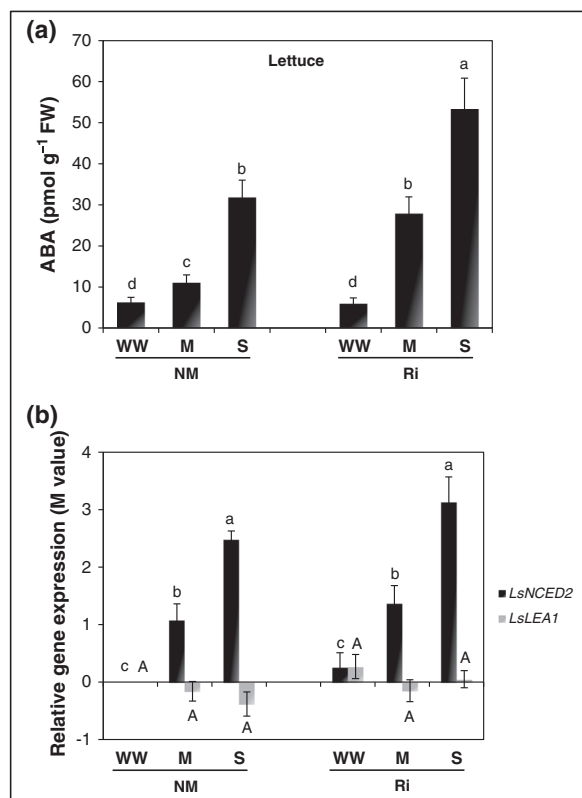 (a)
Lettuce
ABA (pmol g⁻¹ FW)
70
60
50
40
30
20
10
0
d
c
b
d
b
a
WW M S WW M S
NM Ri
(b)
Relative gene expression (M value)
4
3
2
1
0
-1
c A
b
A
a
A
c A
b
A
a
A
LsNCED2
LsLEA1
WW M S WW M S
NM Ri